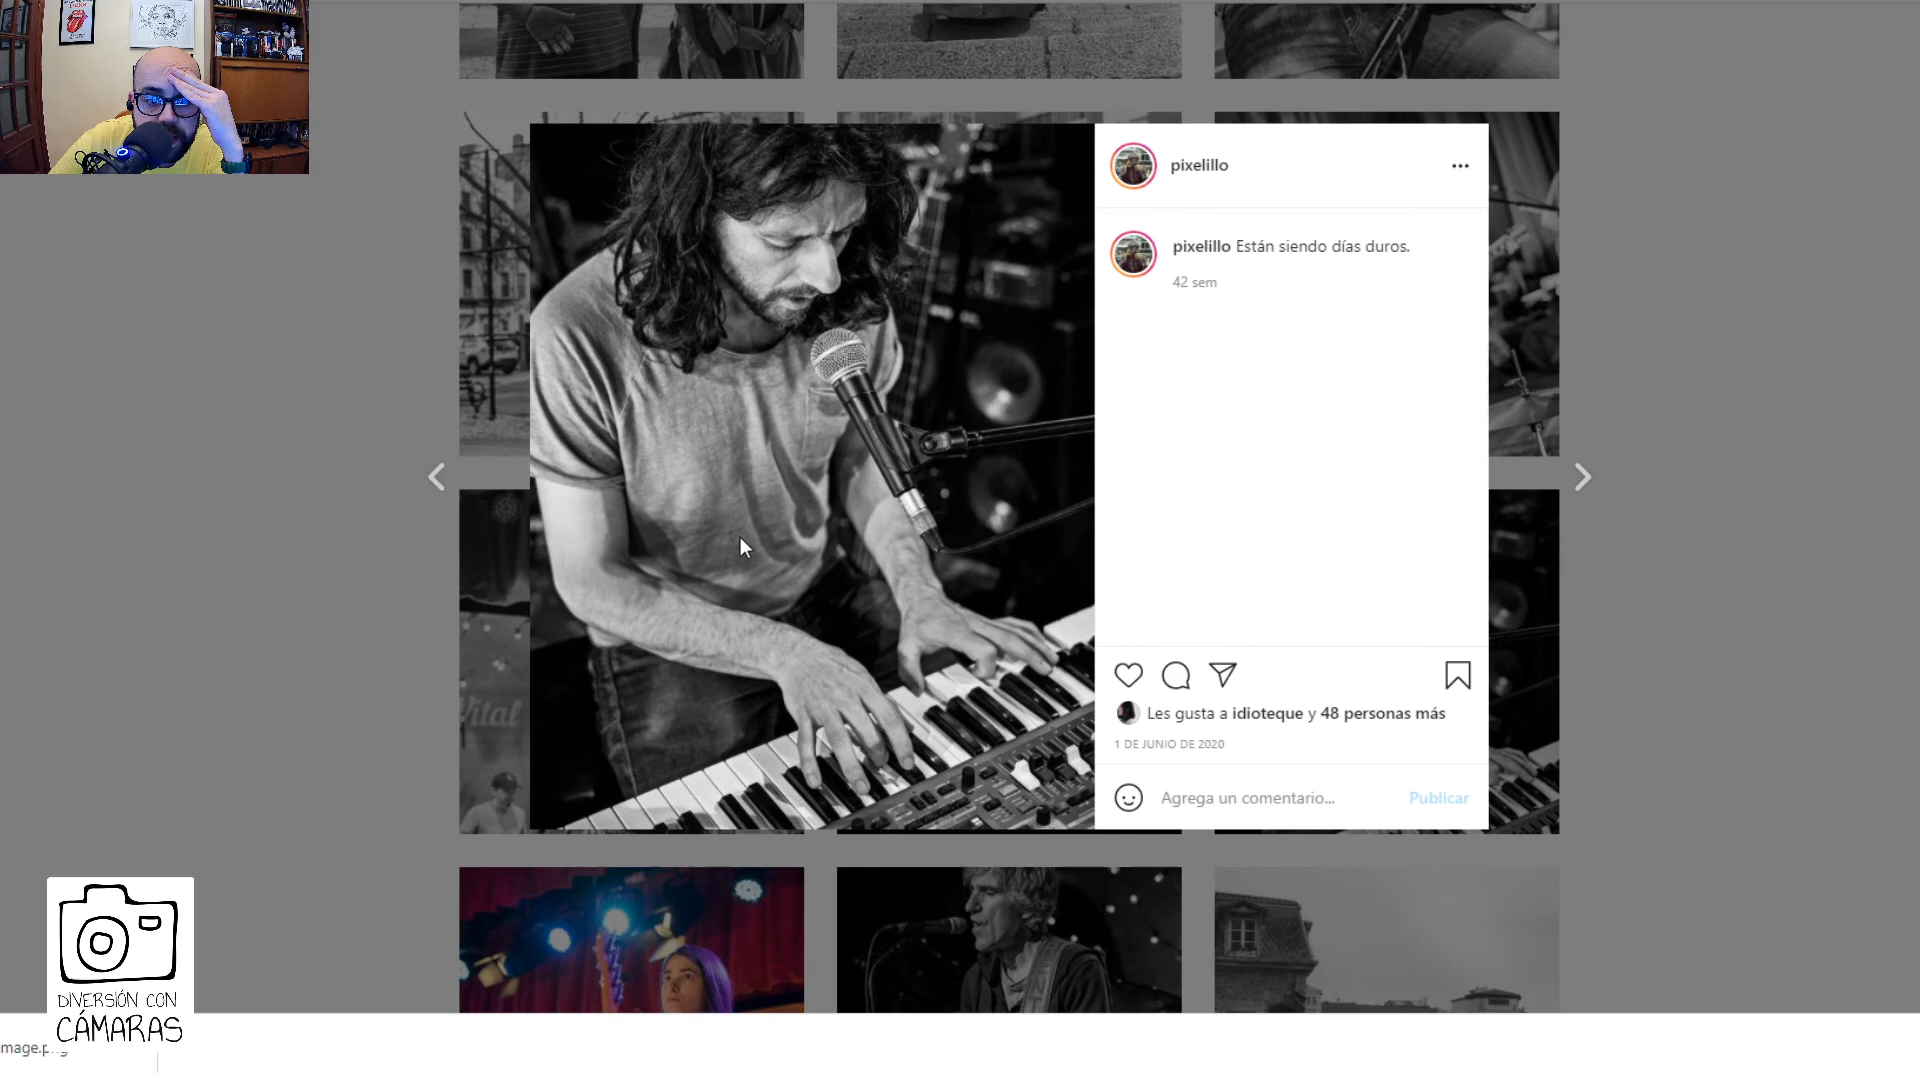 pixelillo
pixelillo Están siendo días duros.
42 sem
Vital
Les gusta a idioteque y 48 personas más
1 DE JUNIO DE 2020
Agrega un comentario... Publicar
DIVERSIÓN CON
CÁMARAS